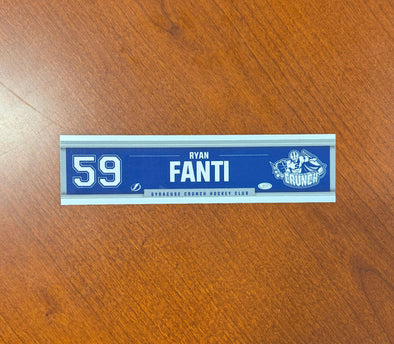 59
RYAN
FANTI
CRUNCH
SYRACUSE CRUNCH HOCKEY CLUB